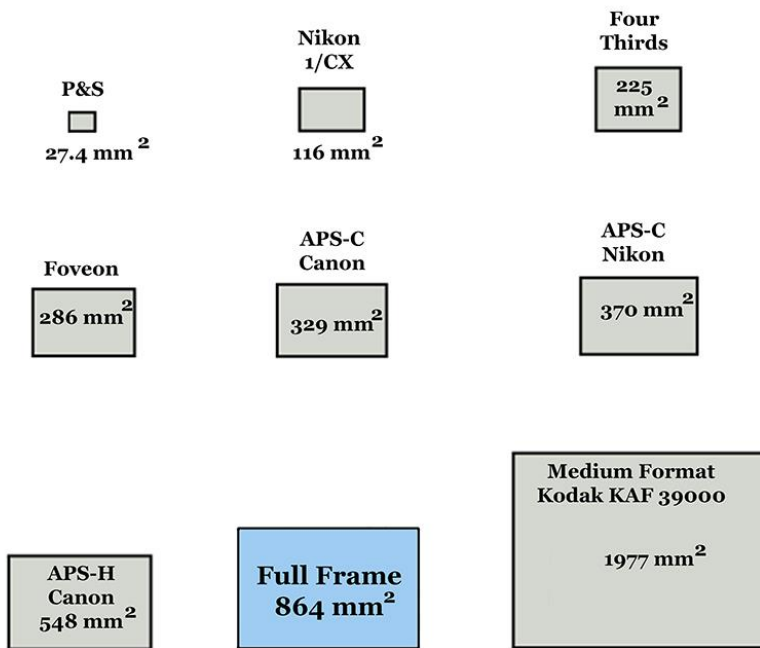 P&S
27.4 mm²
Nikon
1/CX
116 mm²
Four
Thirds
225
mm²
Foveon
286 mm²
APS-C
Canon
329 mm²
APS-C
Nikon
370 mm²
APS-H
Canon
548 mm²
Full Frame
864 mm²
Medium Format
Kodak KAF 39000
1977 mm²